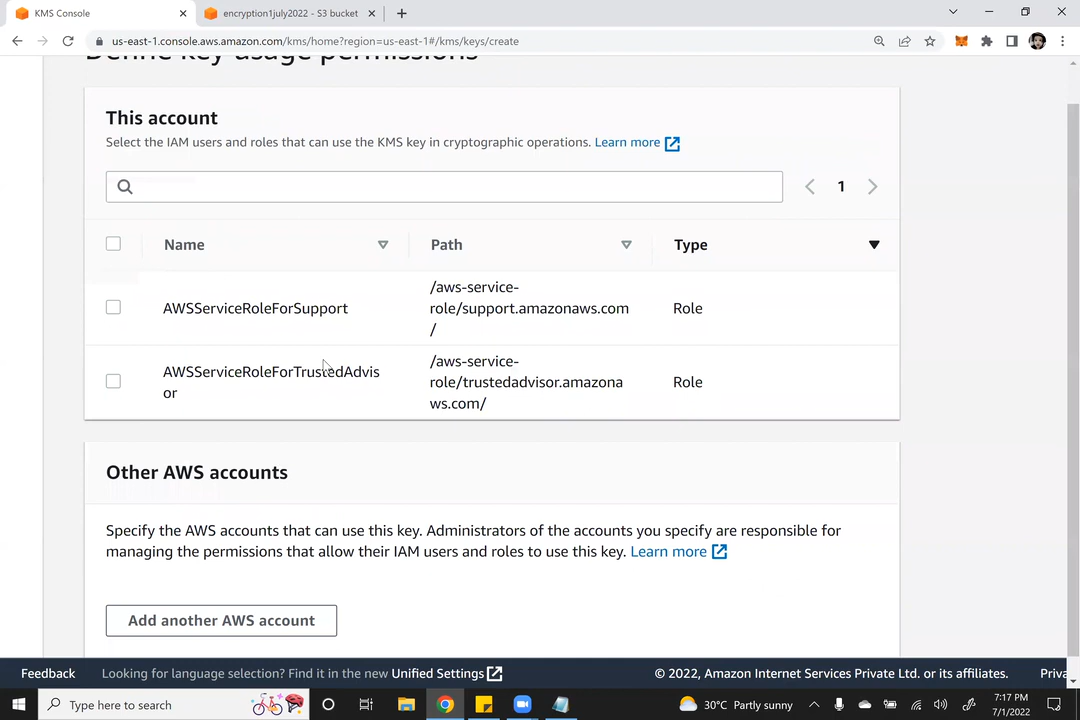 KMS Console
encryption1july2022 - S3 bucket
us-east-1.console.aws.amazon.com/kms/home?region=us-east-1#/kms/keys/create
Define key usage permissions
This account
Select the IAM users and roles that can use the KMS key in cryptographic operations. Learn more
1
Name Path Type
AWSServiceRoleForSupport
/aws-service-
role/support.amazonaws.com
/
Role
AWSServiceRoleForTrustedAdvis
or
/aws-service-
role/trustedadvisor.amazona
ws.com/
Role
Other AWS accounts
Specify the AWS accounts that can use this key. Administrators of the accounts you specify are responsible for
managing the permissions that allow their IAM users and roles to use this key. Learn more
Add another AWS account
Feedback Looking for language selection? Find it in the new Unified Settings © 2022, Amazon Internet Services Private Ltd. or its affiliates. Priva
Type here to search
30°C Partly sunny
7:17 PM
7/1/2022